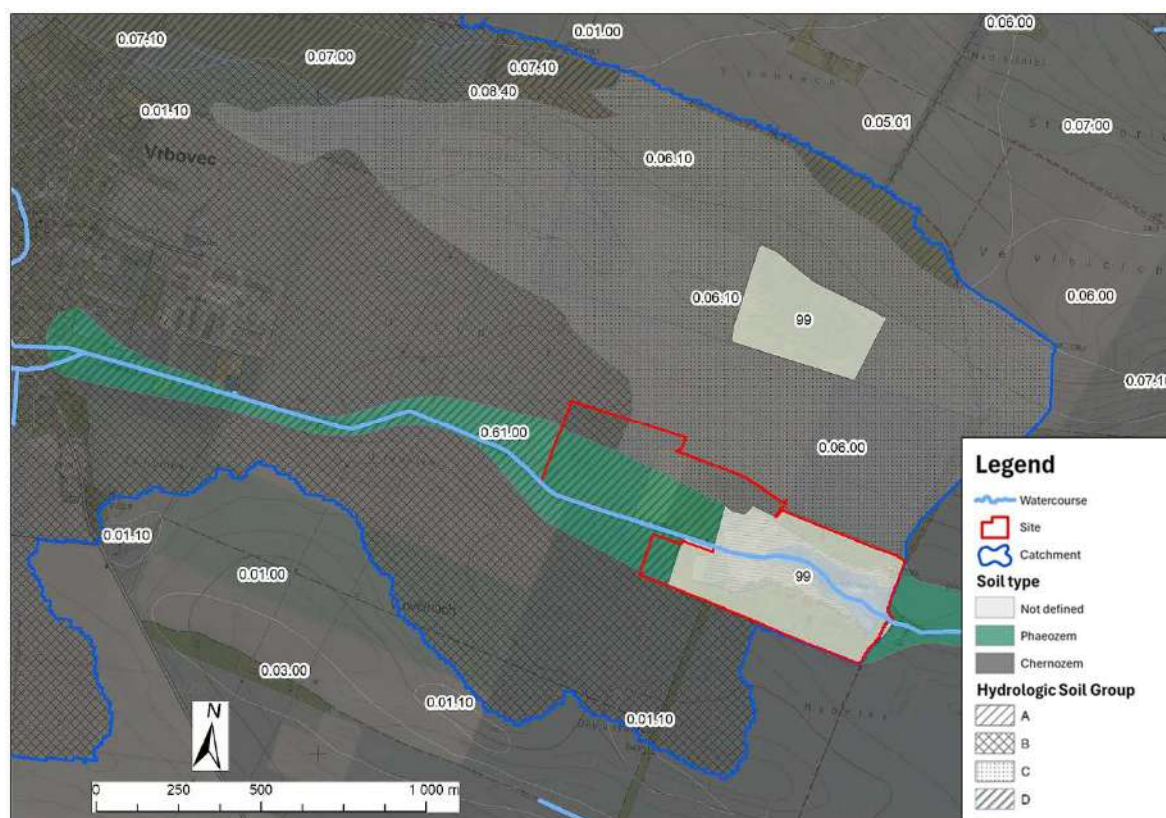 0.01.00
0.06.00
0.07.10
0.07.00
0.07.10
0.08.40
0.01.10
0.05.01
0.07.00
Vrbovec
0.06.10
0.06.00
0.06.10
99
0.07.10
0.61.00
0.06.00
0.01.10
0.01.00
99
0.03.00
0.01.10
0.01.10
N
0 250 500 1 000 m
Legend
Watercourse
Site
Catchment
Soil type
Not defined
Phaeozem
Chernozem
Hydrologic Soil Group
A
B
C
D